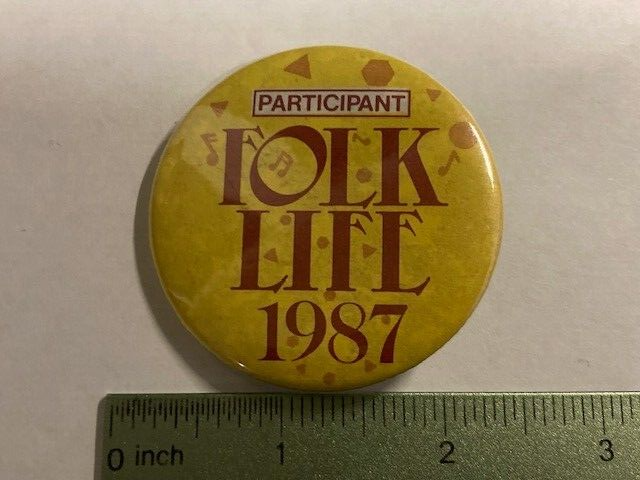 PARTICIPANT
FOLK
LIFE
1987
0 inch 1 2 3